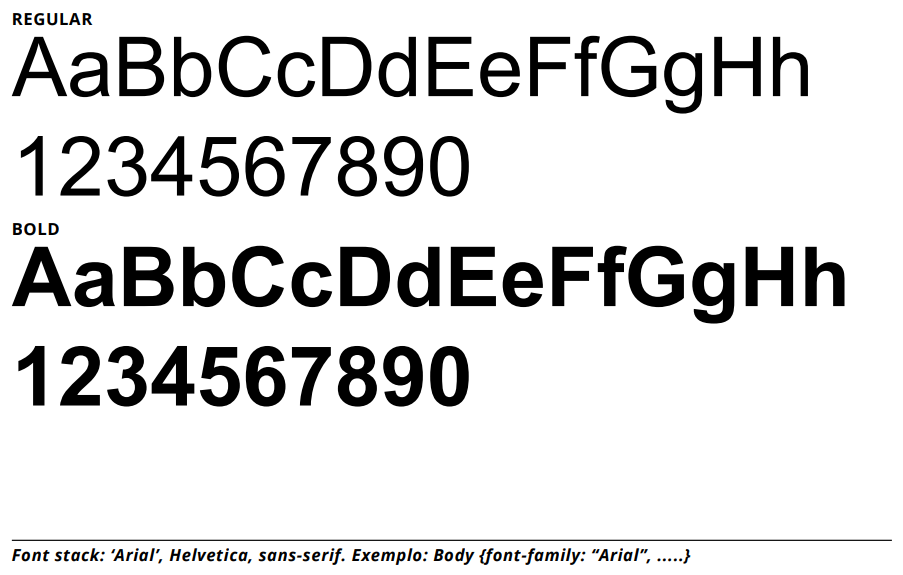 REGULAR
AaBbCcDdEeFfGgHh
1234567890
BOLD
AaBbCcDdEeFfGgHh
1234567890
Font stack: ‘Arial’, Helvetica, sans-serif. Exemplo: Body {font-family: “Arial”, .....}